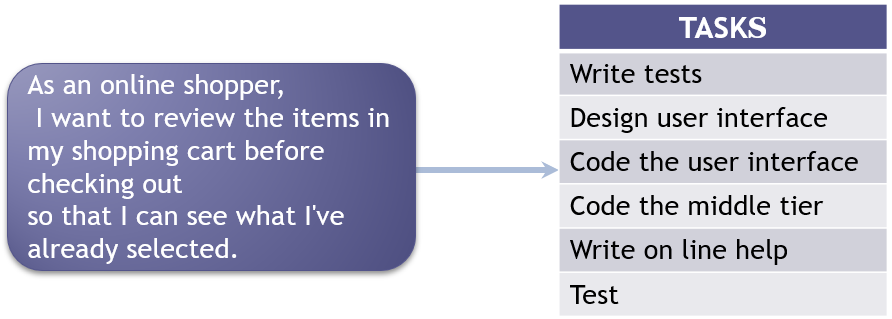 As an online shopper,
I want to review the items in
my shopping cart before
checking out
so that I can see what I've
already selected.
TASKS
Write tests
Design user interface
Code the user interface
Code the middle tier
Write on line help
Test